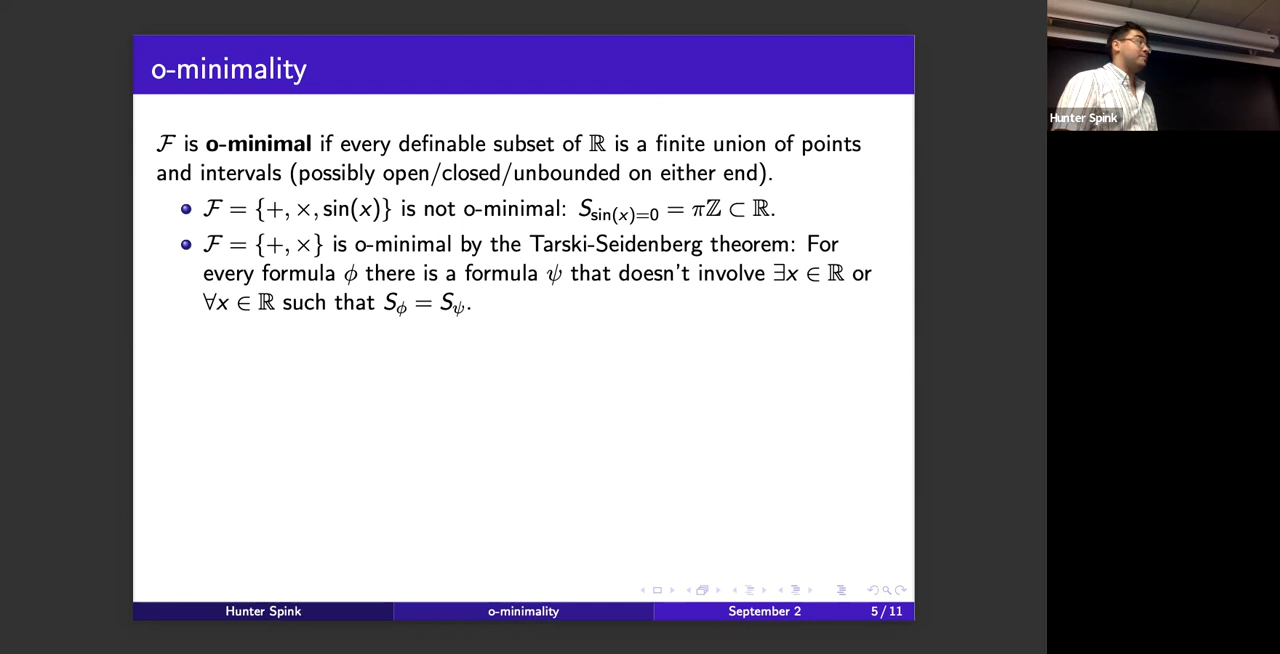 o-minimality
ℱ is o-minimal if every definable subset of ℝ is a finite union of points
and intervals (possibly open/closed/unbounded on either end).
ℱ = {+, ×, sin(x)} is not o-minimal: S_{sin(x)=0} = πℤ ⊂ ℝ.
ℱ = {+, ×} is o-minimal by the Tarski-Seidenberg theorem: For
every formula ϕ there is a formula ψ that doesn't involve ∃x ∈ ℝ or
∀x ∈ ℝ such that S_ϕ = S_ψ.
Hunter Spink o-minimality September 2 5 / 11
Hunter Spink